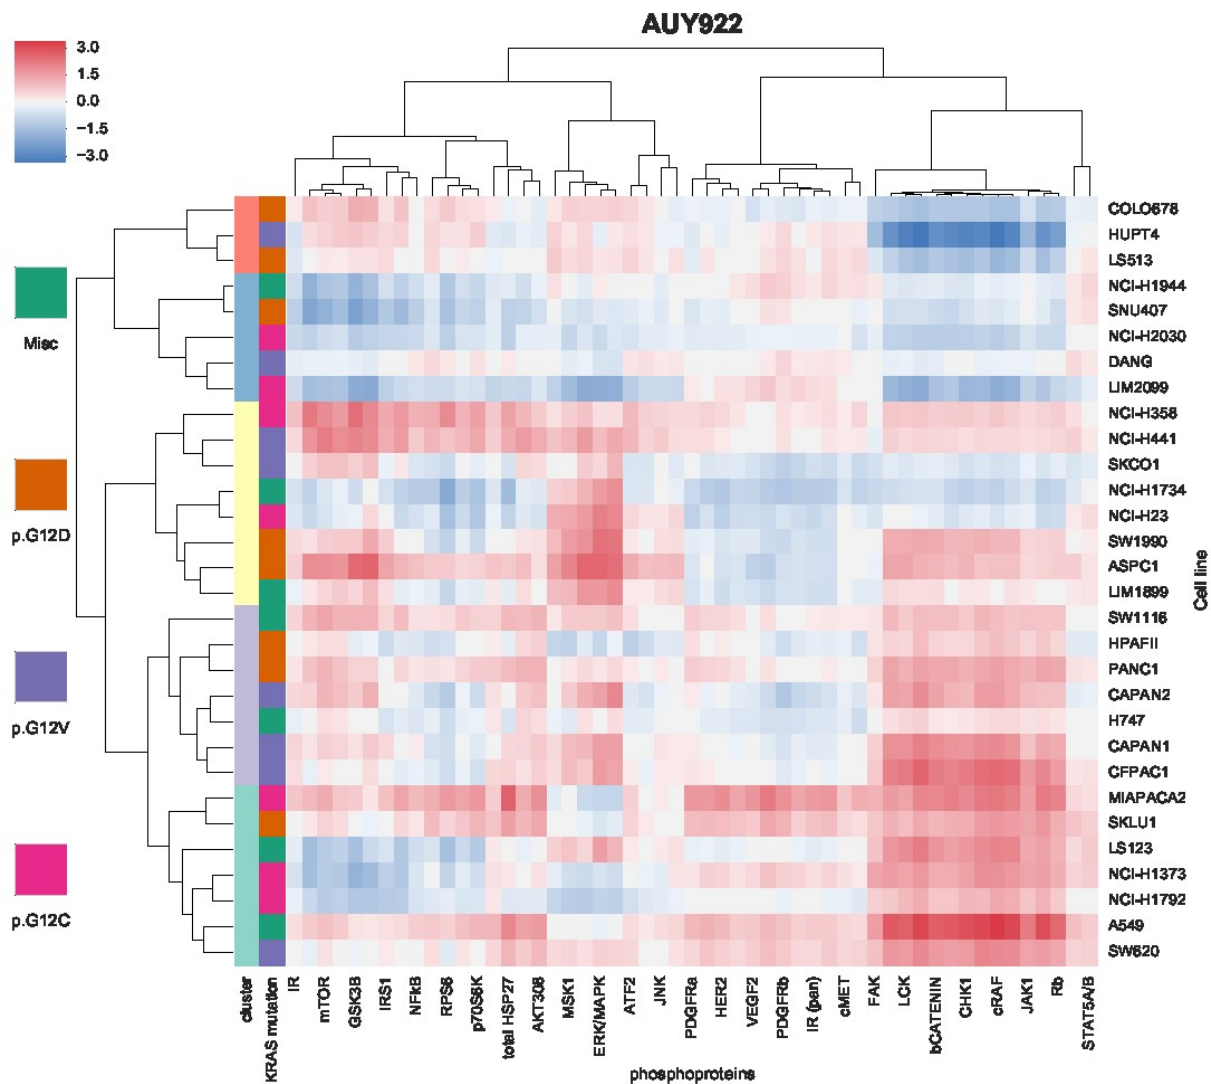 AUY922
3.0
1.5
0.0
−1.5
−3.0
Misc
p.G12D
p.G12V
p.G12C
COLO678
HUPT4
LS513
NCI-H1944
SNU407
NCI-H2030
DANG
LIM2099
NCI-H358
NCI-H441
SKCO1
NCI-H1734
NCI-H23
SW1990
ASPC1
LIM1899
SW1116
HPAFII
PANC1
CAPAN2
H747
CAPAN1
CFPAC1
MIAPACA2
SKLU1
LS123
NCI-H1373
NCI-H1792
A549
SW620
Cell line
cluster
KRAS mutation
IR
mTOR
GSK3B
IRS1
NFkB
RPS6
p70S6K
total HSP27
AKT308
MSK1
ERK/MAPK
ATF2
JNK
PDGFRa
HER2
VEGF2
PDGFRb
IR (pan)
cMET
FAK
LCK
bCATENIN
CHK1
cRAF
JAK1
Rb
STAT5A/B
phosphoproteins